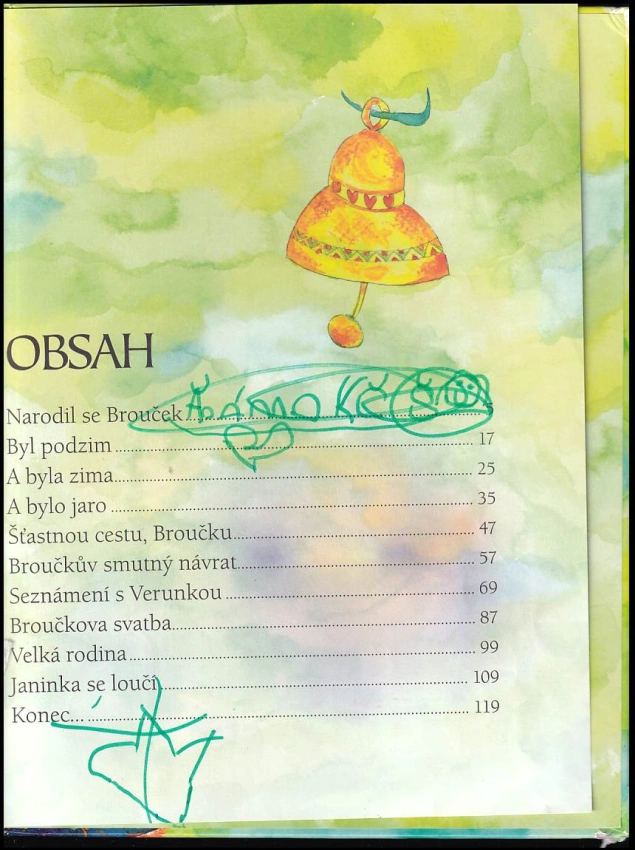 OBSAH
Narodil se Brouček........................................5
Byl podzim........................................17
A byla zima........................................25
A bylo jaro........................................35
Šťastnou cestu, Broučku........................................47
Broučkův smutný návrat........................................57
Seznámení s Verunkou........................................69
Broučkova svatba........................................87
Velká rodina........................................99
Janinka se loučí........................................109
Konec...........................................119